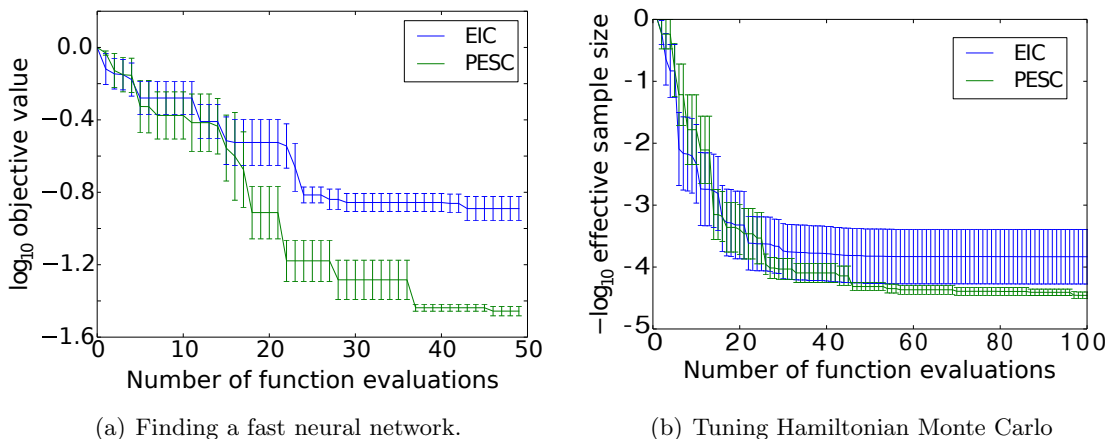 0.0
−0.4
−0.8
−1.2
−1.6
0 10 20 30 40 50
log10 objective value
Number of function evaluations
EIC
PESC
(a) Finding a fast neural network.
0
−1
−2
−3
−4
−5
0 20 40 60 80 100
−log10 effective sample size
Number of function evaluations
EIC
PESC
(b) Tuning Hamiltonian Monte Carlo